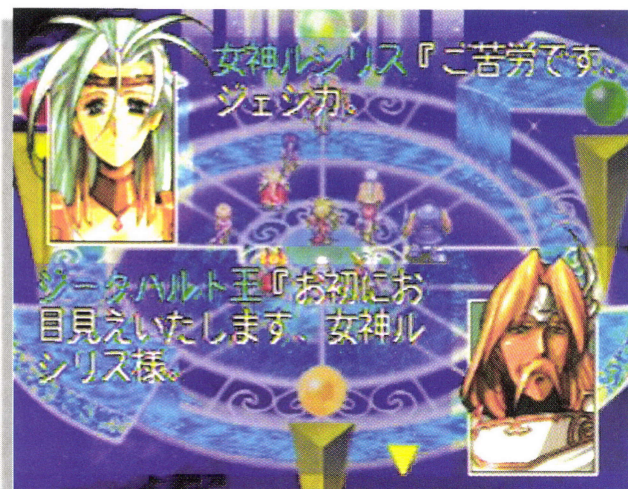 女神ルシリス『ご苦労です、
ジェシカ。
ジークハルト王『お初にお
目見えいたします、女神ル
シリス様。